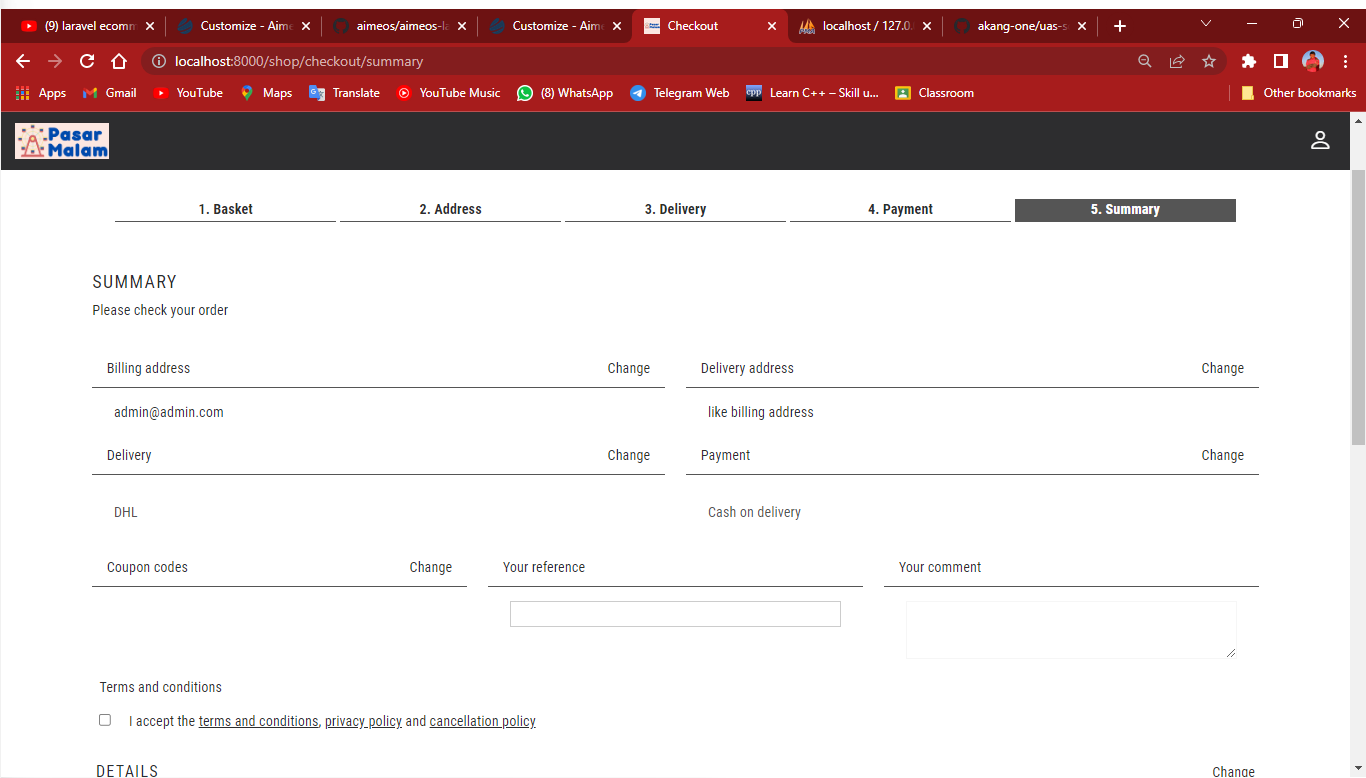 (9) laravel ecomm
Customize - Aime
aimeos/aimeos-la
Customize - Aime
Checkout
localhost / 127.0.
akang-one/uas-s
localhost:8000/shop/checkout/summary
Apps
Gmail
YouTube
Maps
Translate
YouTube Music
(8) WhatsApp
Telegram Web
Learn C++ – Skill u...
Classroom
Other bookmarks
Pasar
Malam
1. Basket
2. Address
3. Delivery
4. Payment
5. Summary
SUMMARY
Please check your order
Billing address
Change
Delivery address
Change
admin@admin.com
like billing address
Delivery
Change
Payment
Change
DHL
Cash on delivery
Coupon codes
Change
Your reference
Your comment
Terms and conditions
I accept the terms and conditions, privacy policy and cancellation policy
DETAILS
Change